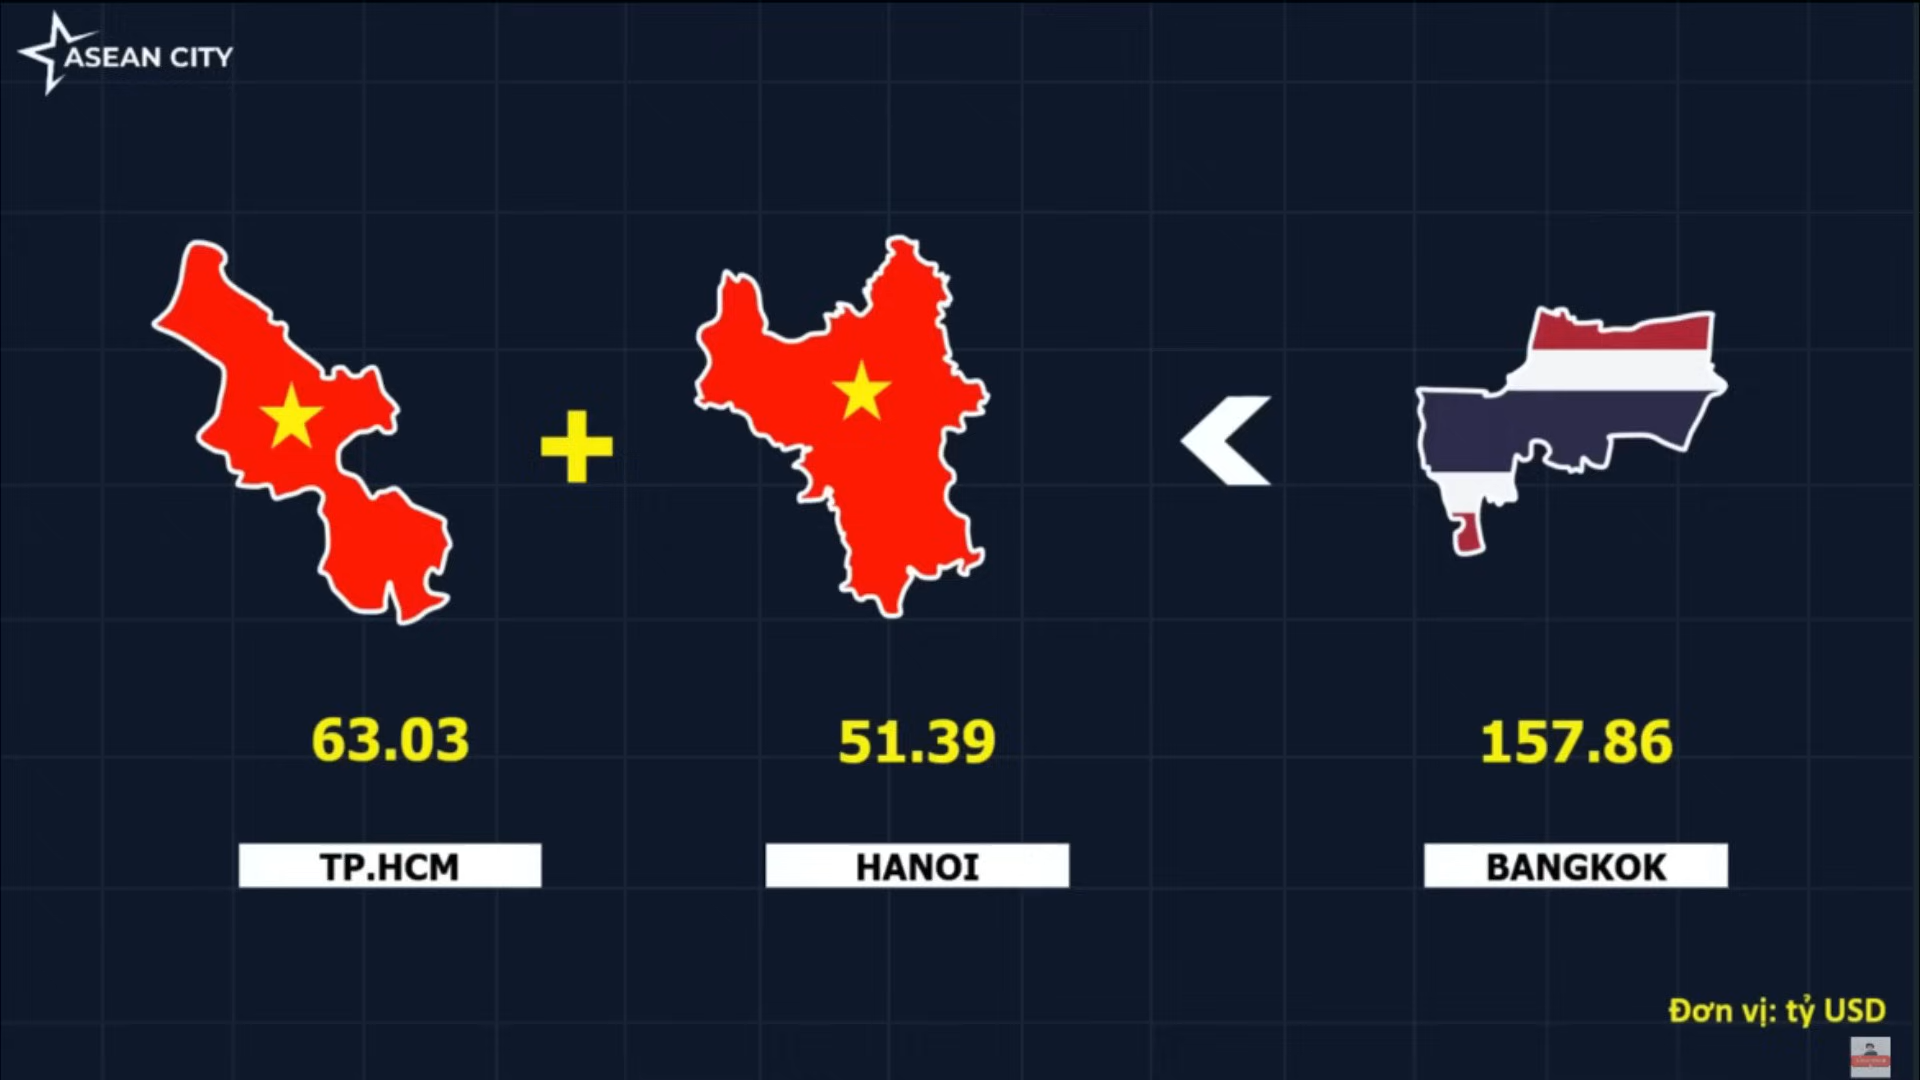 ASEAN CITY
63.03
51.39
157.86
TP.HCM
HANOI
BANGKOK
Đơn vị: tỷ USD